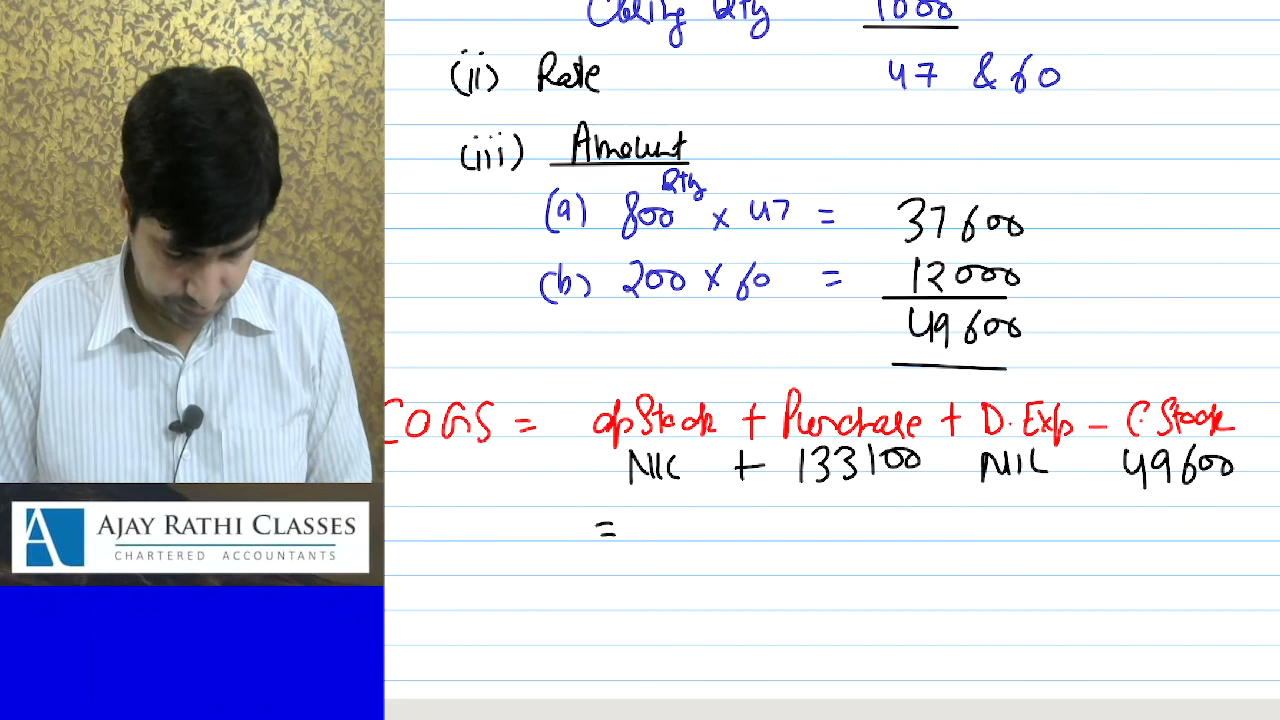 Closing Qty 1000
(ii) Rate 47 & 60
(iii) Amount
(a) 800 Qty x 47 = 37600
(b) 200 x 60 = 12000
49600
COGS = op Stock + Purchase + D. Exp - C. Stock
NIL + 133100 NIL 49600
=
AJAY RATHI CLASSES
CHARTERED ACCOUNTANTS